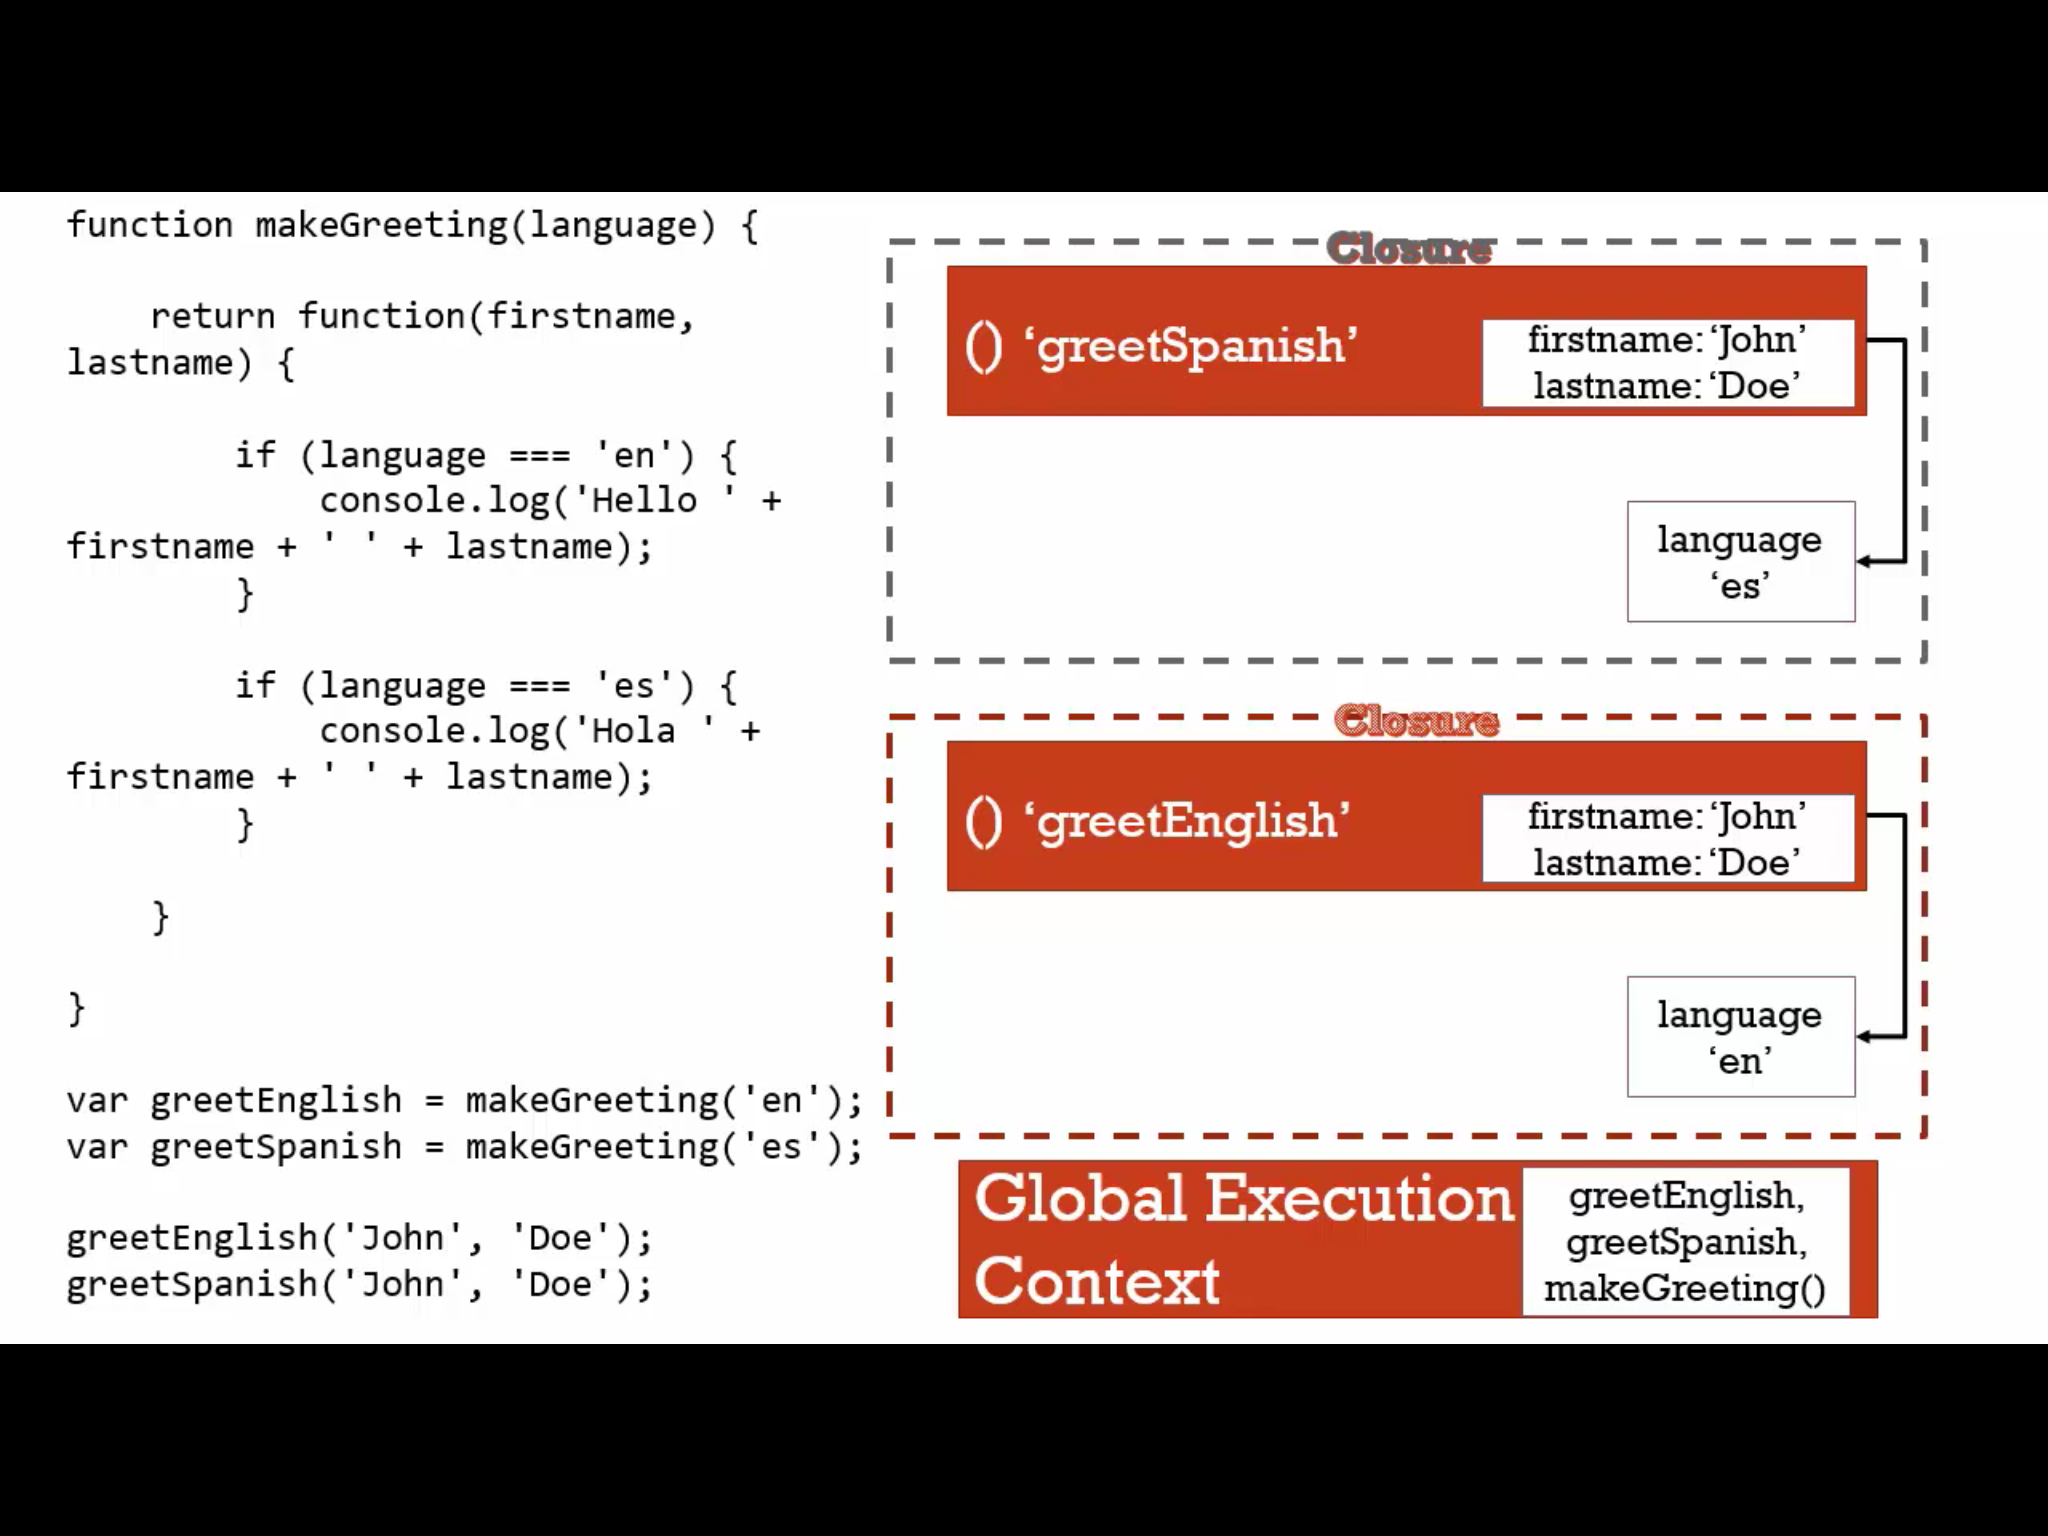 function makeGreeting(language) {
return function(firstname,
lastname) {
if (language === 'en') {
console.log('Hello ' +
firstname + ' ' + lastname);
}
if (language === 'es') {
console.log('Hola ' +
firstname + ' ' + lastname);
}
}
}
var greetEnglish = makeGreeting('en');
var greetSpanish = makeGreeting('es');
greetEnglish('John', 'Doe');
greetSpanish('John', 'Doe');
Closure
() ‘greetSpanish’
firstname: ‘John’
lastname: ‘Doe’
language
‘es’
Closure
() ‘greetEnglish’
firstname: ‘John’
lastname: ‘Doe’
language
‘en’
Global Execution
Context
greetEnglish,
greetSpanish,
makeGreeting()